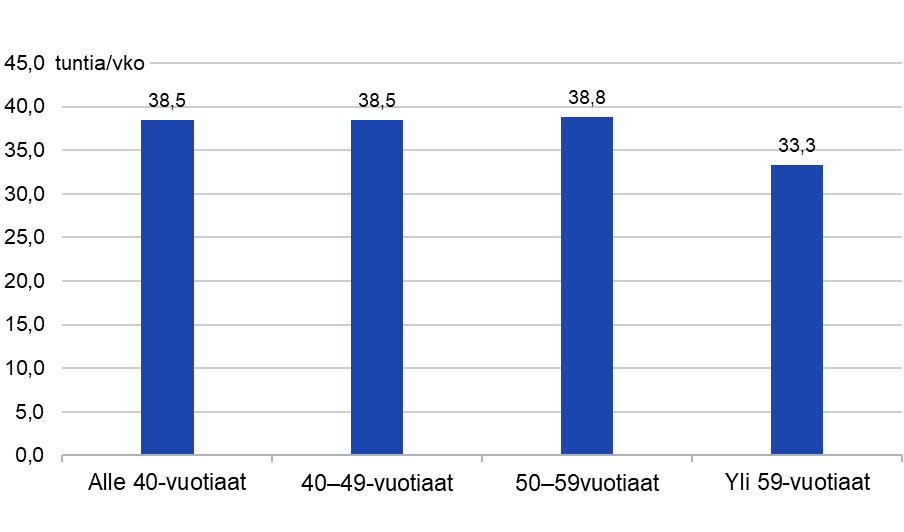 45,0 tuntia/vko
40,0
35,0
30,0
25,0
20,0
15,0
10,0
5,0
0,0
38,5
38,5
38,8
33,3
Alle 40-vuotiaat
40–49-vuotiaat
50–59vuotiaat
Yli 59-vuotiaat